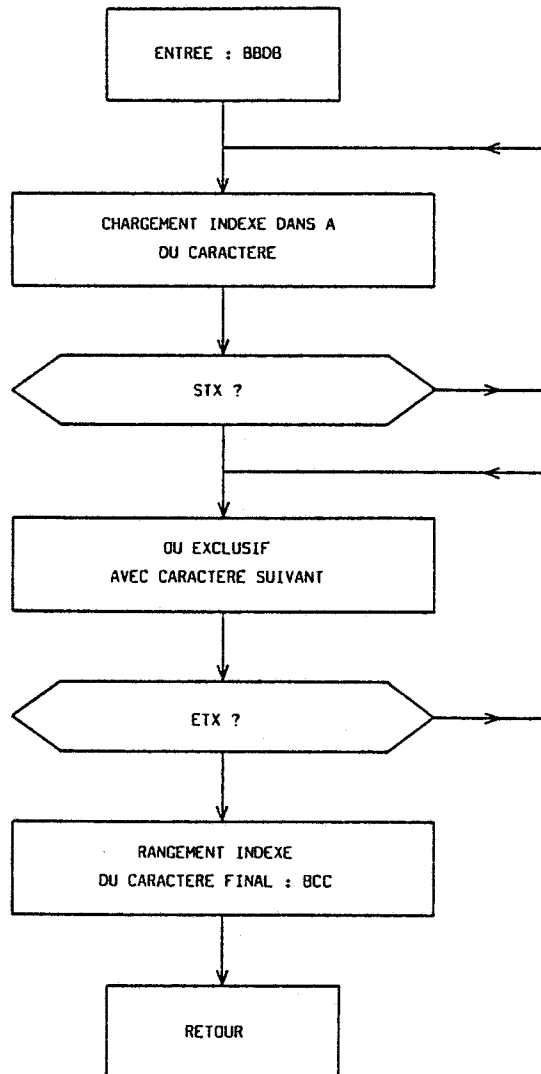 ENTREE : BBDB
CHARGEMENT INDEXE DANS A
DU CARACTERE
STX ?
OU EXCLUSIF
AVEC CARACTERE SUIVANT
ETX ?
RANGEMENT INDEXE
DU CARACTERE FINAL : BCC
RETOUR